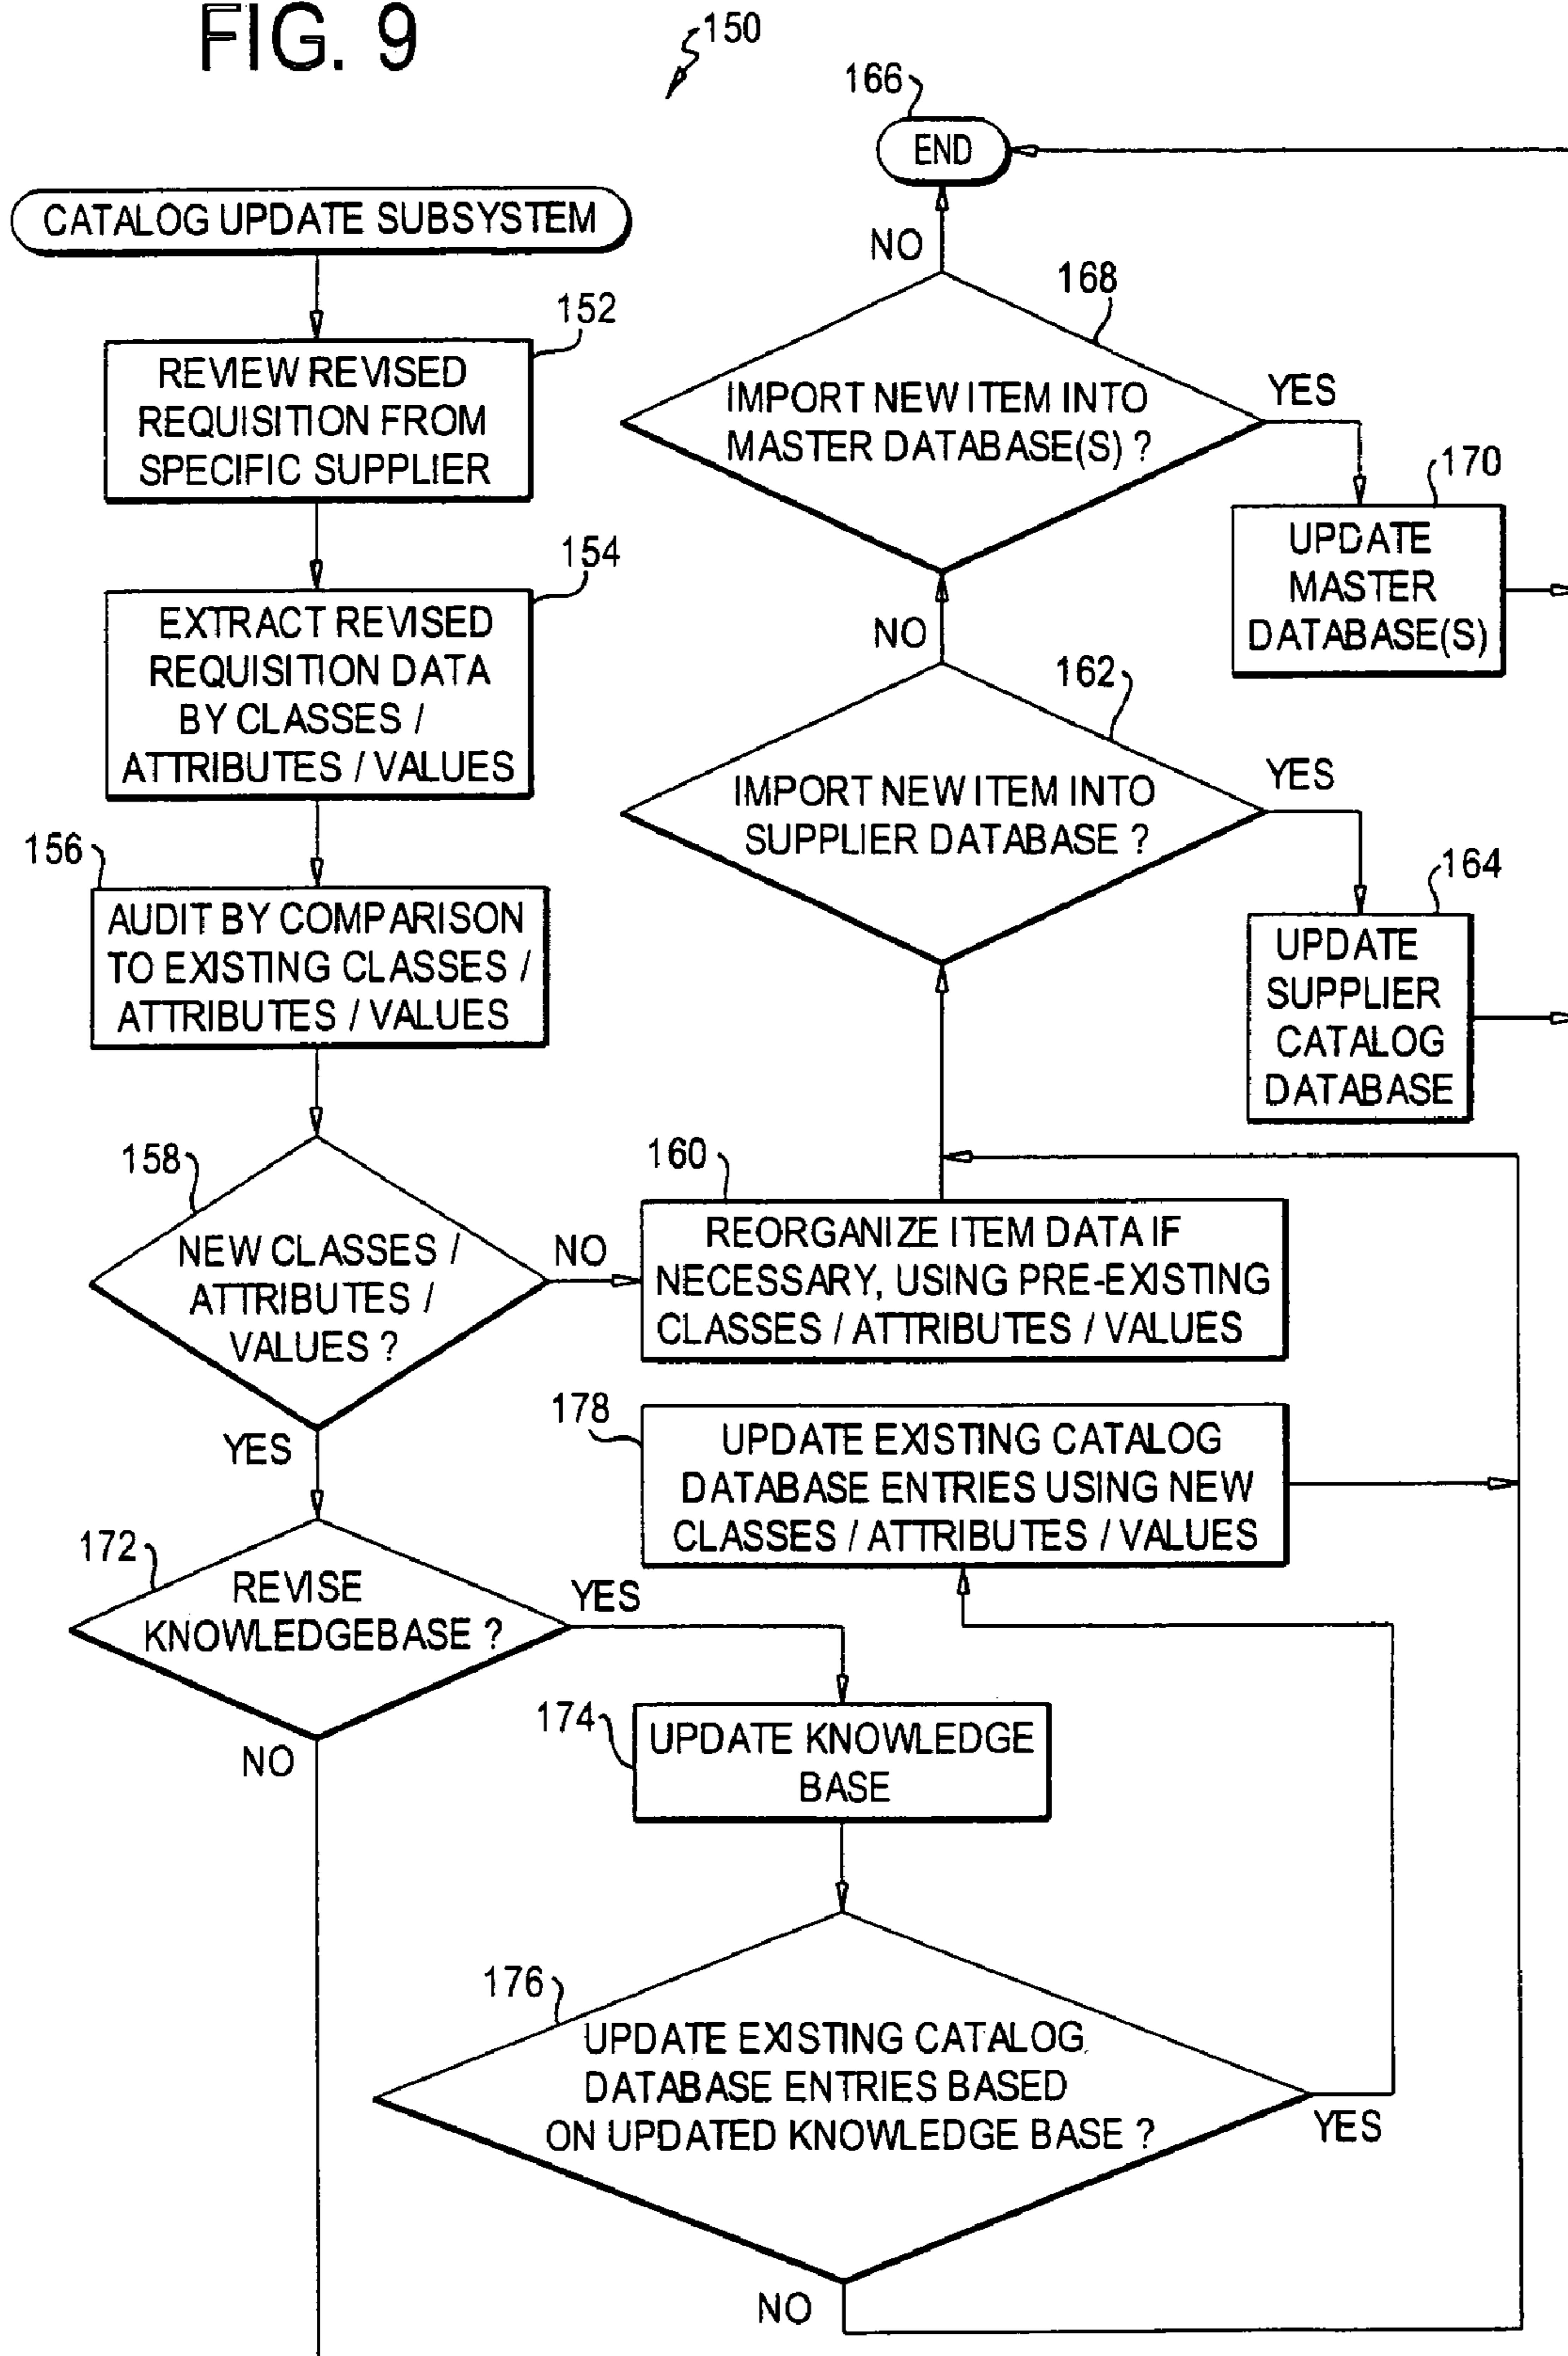 FIG. 9
150
CATALOG UPDATE SUBSYSTEM
152
REVIEW REVISED
REQUISITION FROM
SPECIFIC SUPPLIER
154
EXTRACT REVISED
REQUISITION DATA
BY CLASSES /
ATTRIBUTES / VALUES
156
AUDIT BY COMPARISON
TO EXISTING CLASSES /
ATTRIBUTES / VALUES
158
NEW CLASSES /
ATTRIBUTES /
VALUES ?
NO
YES
172
REVISE
KNOWLEDGEBASE ?
YES
NO
166
END
NO
168
IMPORT NEW ITEM INTO
MASTER DATABASE(S) ?
YES
170
UPDATE
MASTER
DATABASE(S)
NO
162
IMPORT NEW ITEM INTO
SUPPLIER DATABASE ?
YES
164
UPDATE
SUPPLIER
CATALOG
DATABASE
160
REORGANIZE ITEM DATA IF
NECESSARY, USING PRE-EXISTING
CLASSES / ATTRIBUTES / VALUES
178
UPDATE EXISTING CATALOG
DATABASE ENTRIES USING NEW
CLASSES / ATTRIBUTES / VALUES
174
UPDATE KNOWLEDGE
BASE
176
UPDATE EXISTING CATALOG
DATABASE ENTRIES BASED
ON UPDATED KNOWLEDGE BASE ?
YES
NO